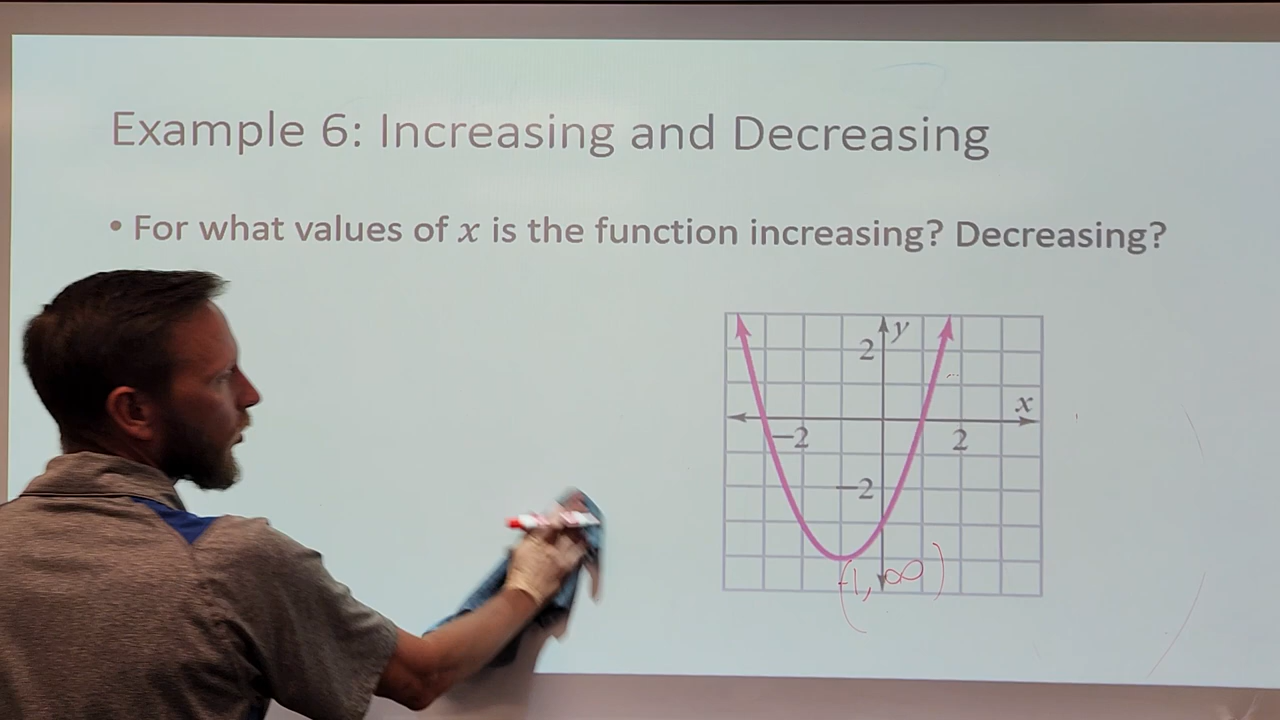 Example 6: Increasing and Decreasing
• For what values of x is the function increasing? Decreasing?
y
2
x
−2
2
−2
(-1, ∞)